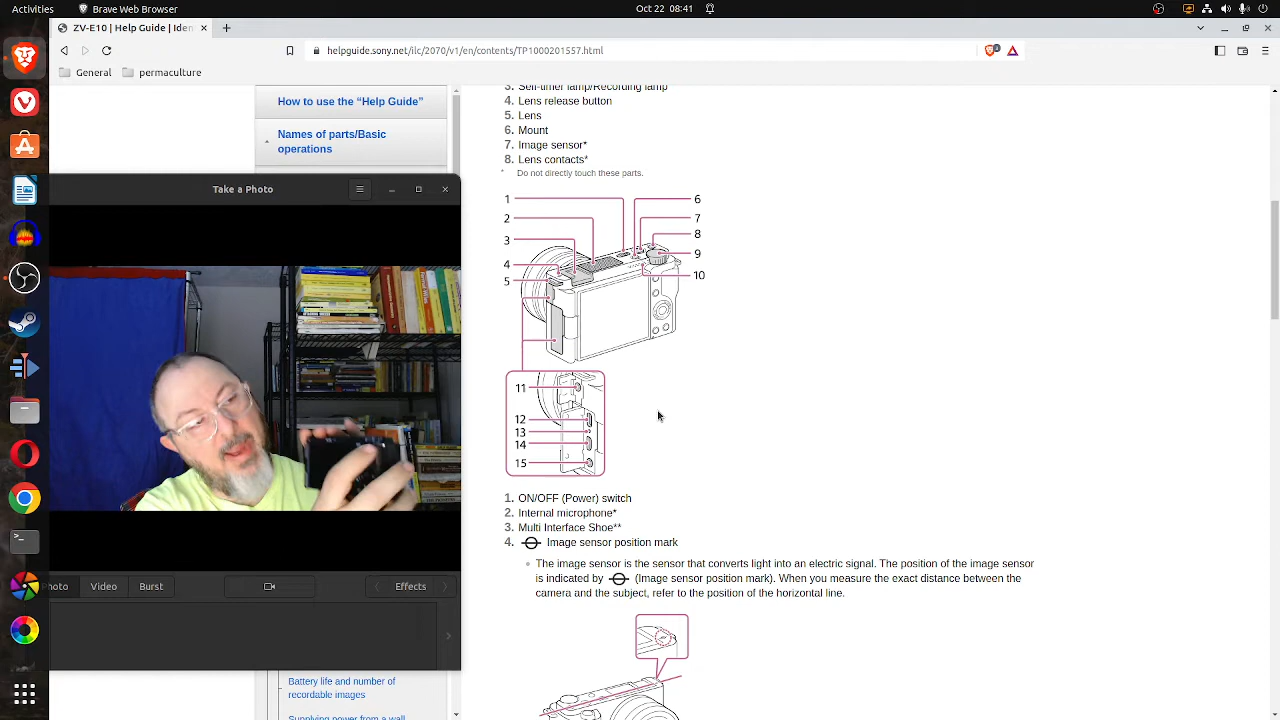 Activities
Brave Web Browser
Oct 22 08:41
ZV-E10 | Help Guide | Iden
helpguide.sony.net/ilc/2070/v1/en/contents/TP1000201557.html
General
permaculture
How to use the “Help Guide”
Names of parts/Basic
operations
3. Self-timer lamp/Recording lamp
4. Lens release button
5. Lens
6. Mount
7. Image sensor*
8. Lens contacts*
* Do not directly touch these parts.
Take a Photo
1
2
3
4
5
6
7
8
9
10
11
12
13
14
15
1. ON/OFF (Power) switch
2. Internal microphone*
3. Multi Interface Shoe**
4. Image sensor position mark
The image sensor is the sensor that converts light into an electric signal. The position of the image sensor
is indicated by (Image sensor position mark). When you measure the exact distance between the
camera and the subject, refer to the position of the horizontal line.
Photo
Video
Burst
Effects
Battery life and number of
recordable images
Supplying power from a wall